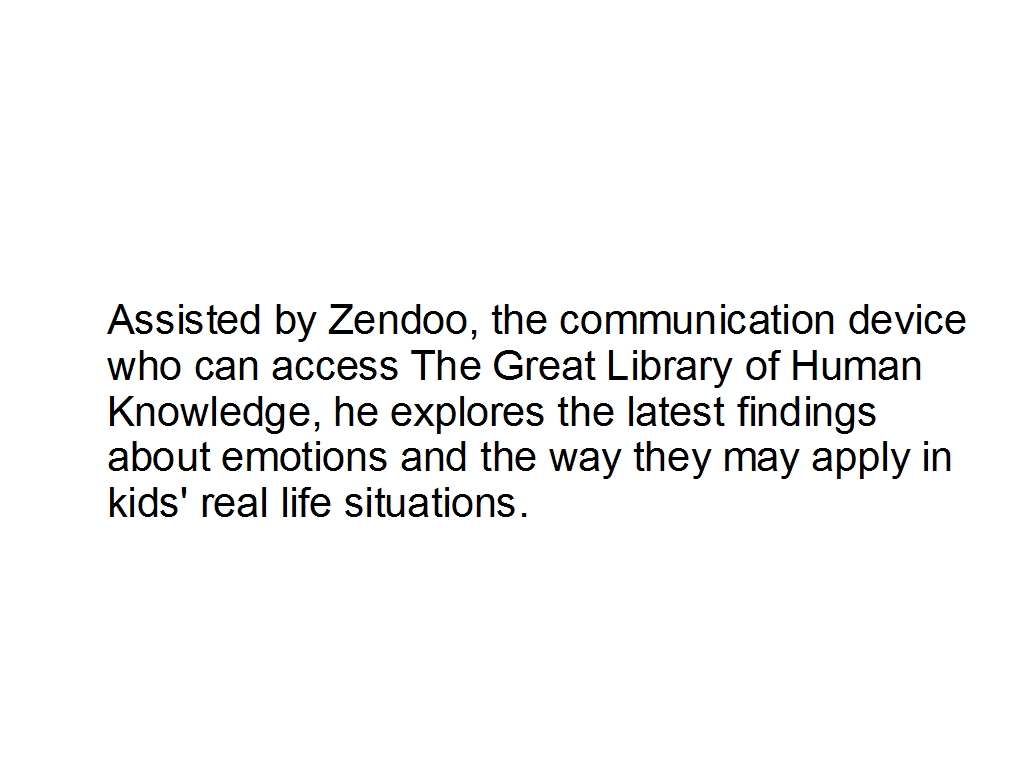 Assisted by Zendoo, the communication device
who can access The Great Library of Human
Knowledge, he explores the latest findings
about emotions and the way they may apply in
kids' real life situations.